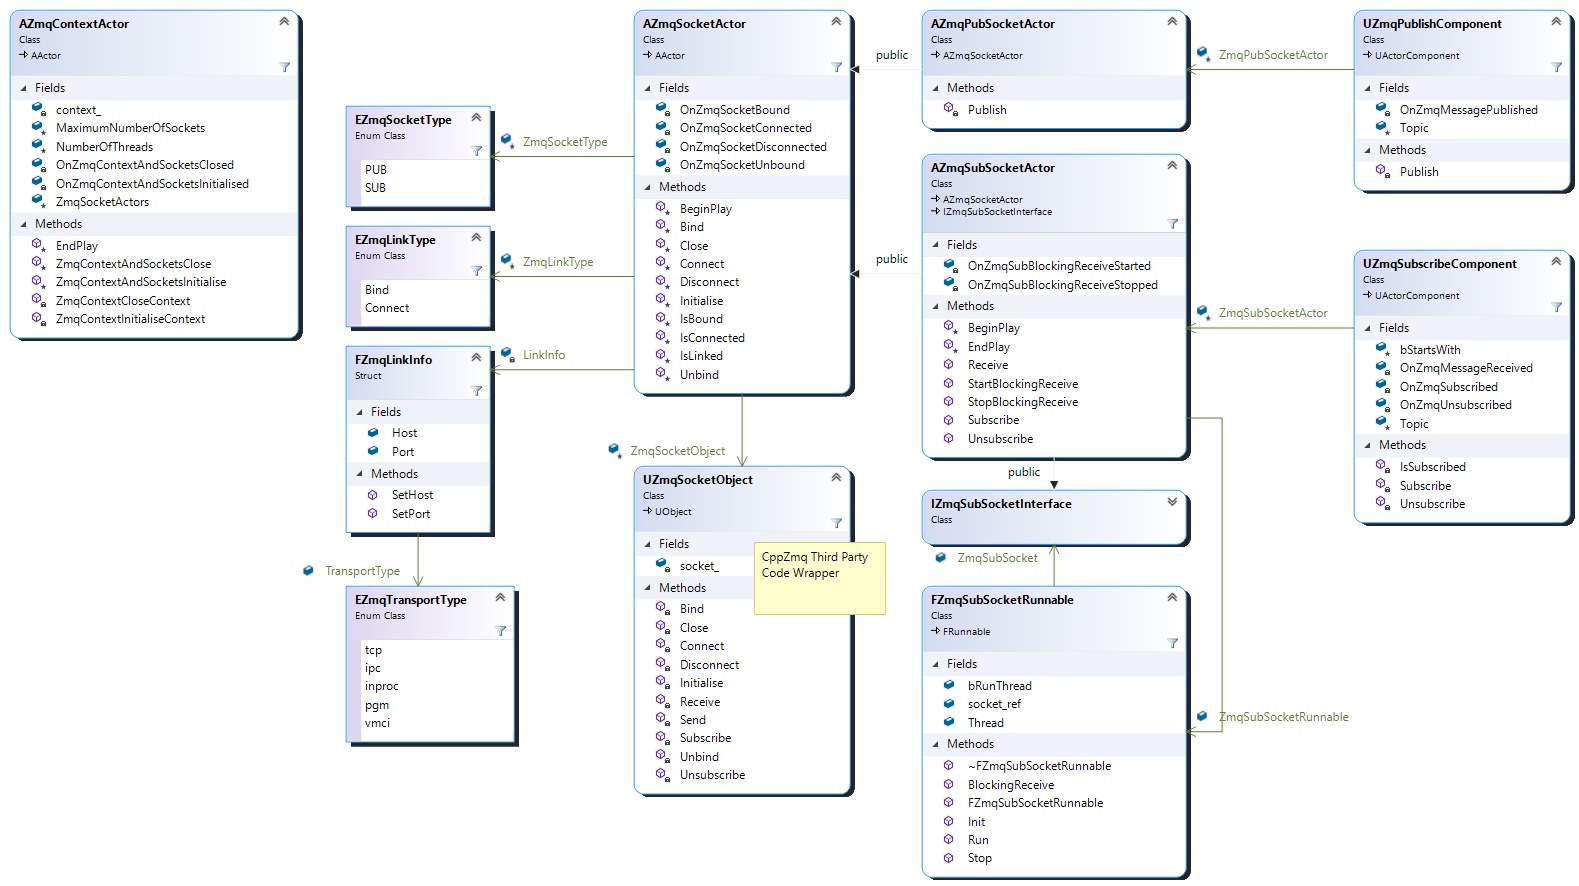 AZmqContextActor
Class
AActor
Fields
context_
MaximumNumberOfSockets
NumberOfThreads
OnZmqContextAndSocketsClosed
OnZmqContextAndSocketsInitialised
ZmqSocketActors
Methods
EndPlay
ZmqContextAndSocketsClose
ZmqContextAndSocketsInitialise
ZmqContextCloseContext
ZmqContextInitialiseContext
EZmqSocketType
Enum Class
PUB
SUB
ZmqSocketType
EZmqLinkType
Enum Class
Bind
Connect
ZmqLinkType
FZmqLinkInfo
Struct
Fields
Host
Port
Methods
SetHost
SetPort
LinkInfo
TransportType
EZmqTransportType
Enum Class
tcp
ipc
inproc
pgm
vmci
AZmqSocketActor
Class
AActor
Fields
OnZmqSocketBound
OnZmqSocketConnected
OnZmqSocketDisconnected
OnZmqSocketUnbound
Methods
BeginPlay
Bind
Close
Connect
Disconnect
Initialise
IsBound
IsConnected
IsLinked
Unbind
ZmqSocketObject
UZmqSocketObject
Class
UObject
Fields
socket_
Methods
Bind
Close
Connect
Disconnect
Initialise
Receive
Send
Subscribe
Unbind
Unsubscribe
CppZmq Third Party
Code Wrapper
public
public
AZmqPubSocketActor
Class
AZmqSocketActor
Methods
Publish
AZmqSubSocketActor
Class
AZmqSocketActor
IZmqSubSocketInterface
Fields
OnZmqSubBlockingReceiveStarted
OnZmqSubBlockingReceiveStopped
Methods
BeginPlay
EndPlay
Receive
StartBlockingReceive
StopBlockingReceive
Subscribe
Unsubscribe
public
IZmqSubSocketInterface
Class
ZmqSubSocket
FZmqSubSocketRunnable
Class
FRunnable
Fields
bRunThread
socket_ref
Thread
Methods
~FZmqSubSocketRunnable
BlockingReceive
FZmqSubSocketRunnable
Init
Run
Stop
ZmqPubSocketActor
ZmqSubSocketActor
ZmqSubSocketRunnable
UZmqPublishComponent
Class
UActorComponent
Fields
OnZmqMessagePublished
Topic
Methods
Publish
UZmqSubscribeComponent
Class
UActorComponent
Fields
bStartsWith
OnZmqMessageReceived
OnZmqSubscribed
OnZmqUnsubscribed
Topic
Methods
IsSubscribed
Subscribe
Unsubscribe